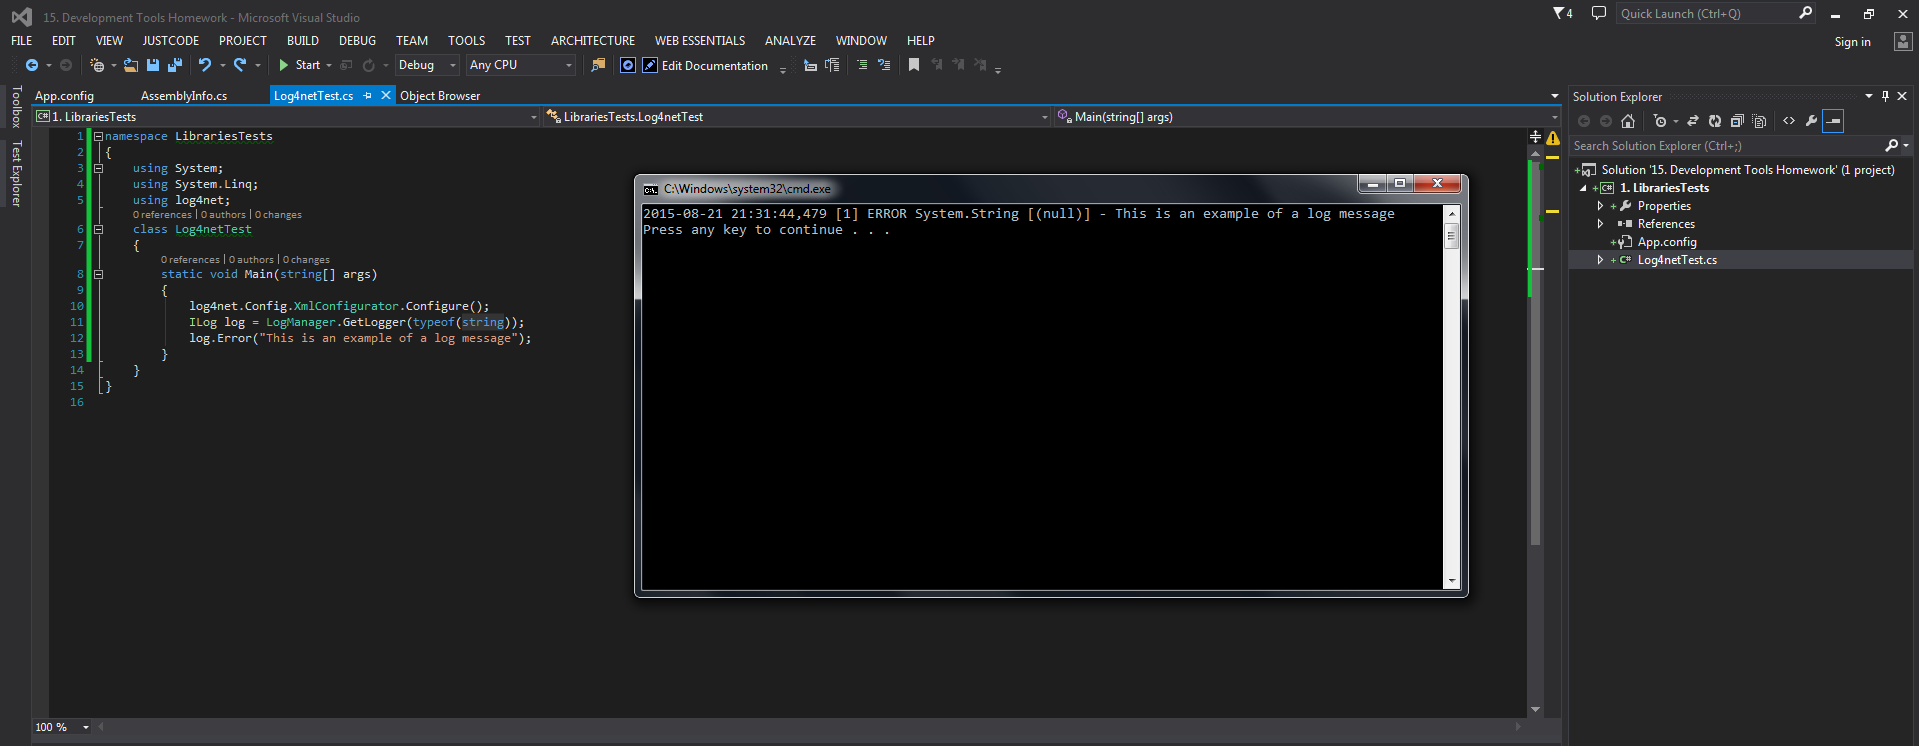 15. Development Tools Homework - Microsoft Visual Studio
4
Quick Launch (Ctrl+Q)
FILE EDIT VIEW JUSTCODE PROJECT BUILD DEBUG TEAM TOOLS TEST ARCHITECTURE WEB ESSENTIALS ANALYZE WINDOW HELP
Sign in
Start Debug Any CPU Edit Documentation
Toolbox
Test Explorer
App.config AssemblyInfo.cs Log4netTest.cs Object Browser
C# 1. LibrariesTests LibrariesTests.Log4netTest Main(string[] args)
1 namespace LibrariesTests
2 {
3 using System;
4 using System.Linq;
5 using log4net;
0 references | 0 authors | 0 changes
6 class Log4netTest
7 {
0 references | 0 authors | 0 changes
8 static void Main(string[] args)
9 {
10 log4net.Config.XmlConfigurator.Configure();
11 ILog log = LogManager.GetLogger(typeof(string));
12 log.Error("This is an example of a log message");
13 }
14 }
15 }
16
100 %
C:\Windows\system32\cmd.exe
2015-08-21 21:31:44,479 [1] ERROR System.String [(null)] - This is an example of a log message
Press any key to continue . . .
Solution Explorer
Search Solution Explorer (Ctrl+;)
Solution '15. Development Tools Homework' (1 project)
C# 1. LibrariesTests
Properties
References
App.config
C# Log4netTest.cs